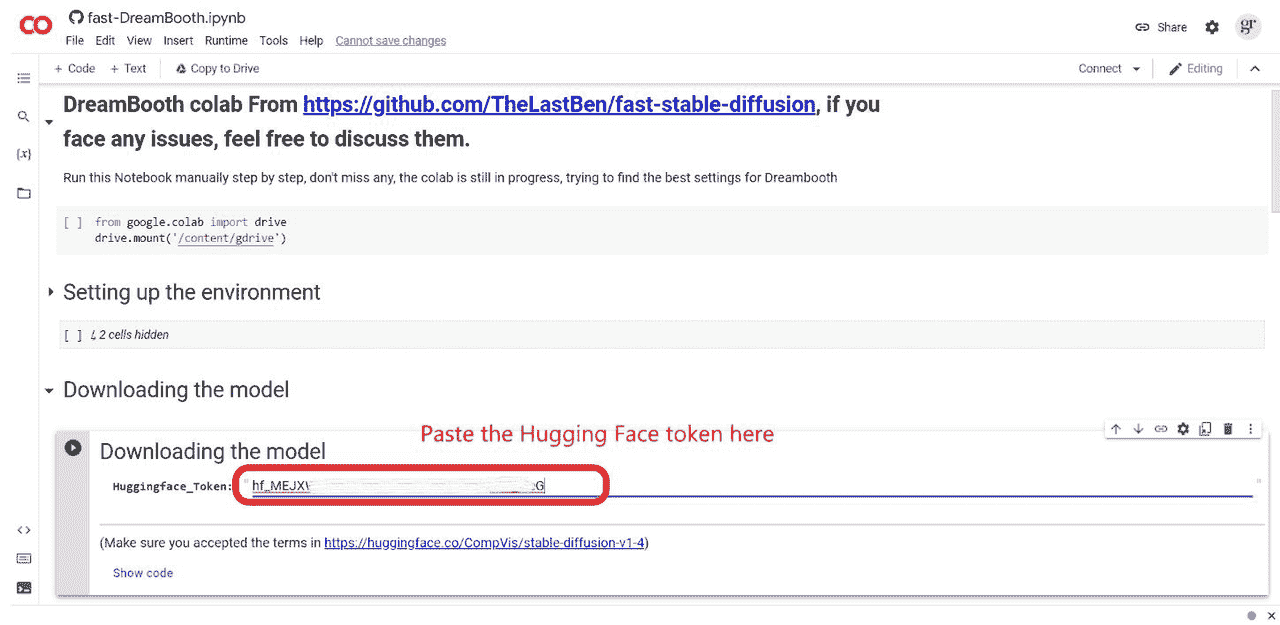 CO fast-DreamBooth.ipynb
File Edit View Insert Runtime Tools Help Cannot save changes
Share
gr
+ Code + Text Copy to Drive
Connect
Editing
DreamBooth colab From https://github.com/TheLastBen/fast-stable-diffusion, if you
face any issues, feel free to discuss them.
Run this Notebook manually step by step, don't miss any, the colab is still in progress, trying to find the best settings for Dreambooth
{x}
[ ] from google.colab import drive
drive.mount('/content/gdrive')
Setting up the environment
[ ] ↳ 2 cells hidden
Downloading the model
Paste the Hugging Face token here
Downloading the model
Huggingface_Token: "
"
(Make sure you accepted the terms in https://huggingface.co/CompVis/stable-diffusion-v1-4)
Show code